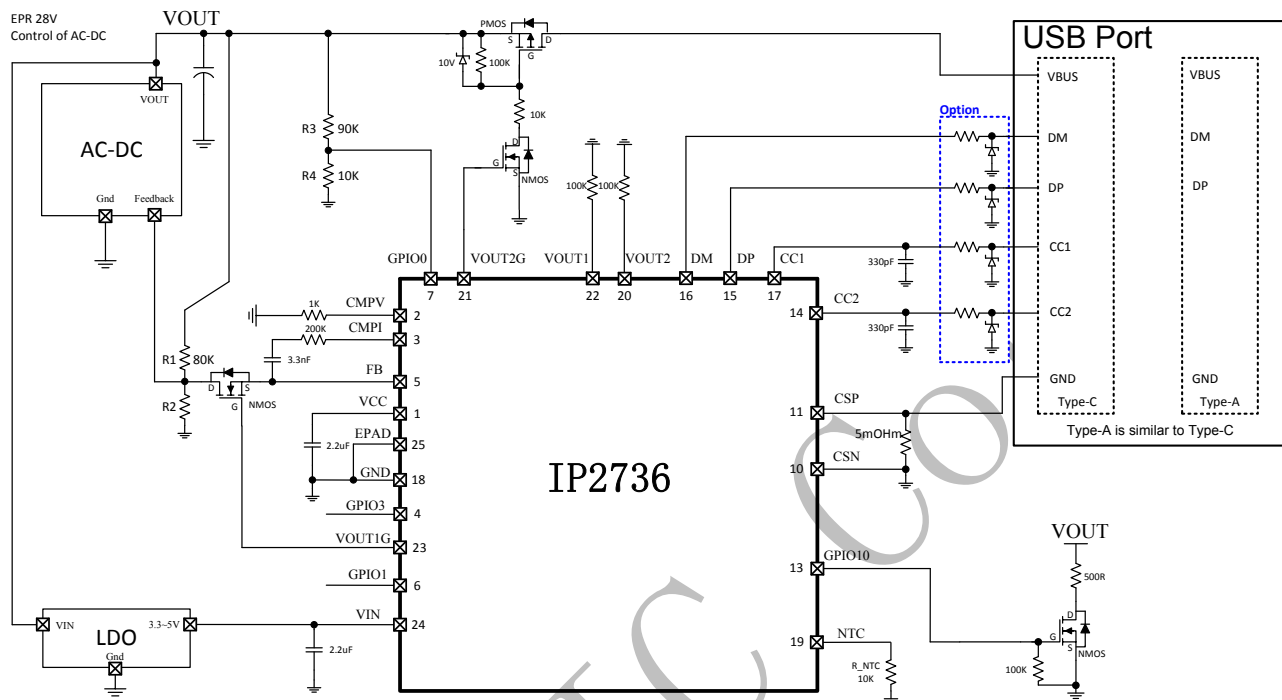 EPR 28V
Control of AC-DC
VOUT
VOUT
AC-DC
Gnd
Feedback
R3
90K
R4
10K
10V
100K
PMOS
S
D
G
10K
D
G
S
NMOS
100K
100K
Option
USB Port
VBUS
DM
DP
CC1
CC2
GND
Type-C
VBUS
DM
DP
GND
Type-A
Type-A is similar to Type-C
330pF
330pF
GPIO0
VOUT2G
VOUT1
VOUT2
DM
DP
CC1
7
21
22
20
16
15
17
1K
CMPV
2
200K
CMPI
3
3.3nF
R1
80K
R2
D
S
G
NMOS
FB
5
VCC
1
2.2uF
EPAD
25
GND
18
GPIO3
4
VOUT1G
23
GPIO1
6
VIN
24
2.2uF
VIN
3.3~5V
LDO
Gnd
IP2736
14
CC2
11
CSP
5mOHm
10
CSN
13
GPIO10
19
NTC
R_NTC
10K
VOUT
500R
D
G
S
NMOS
100K
C
C
Co